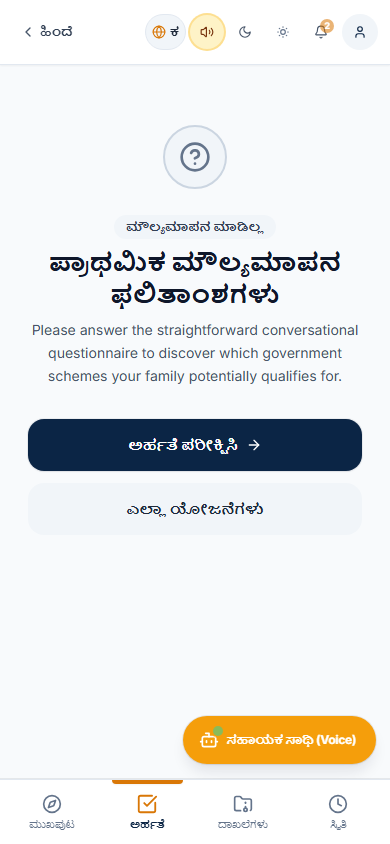 ಹಿಂದೆ
ಕ
2
ಮೌಲ್ಯಮಾಪನ ಮಾಡಿಲ್ಲ
ಪ್ರಾಥಮಿಕ ಮೌಲ್ಯಮಾಪನ
ಫಲಿತಾಂಶಗಳು
Please answer the straightforward conversational
questionnaire to discover which government
schemes your family potentially qualifies for.
ಅರ್ಹತೆ ಪರೀಕ್ಷಿಸಿ
ಎಲ್ಲಾ ಯೋಜನೆಗಳು
ಸಹಾಯಕ ಸಾಥಿ (Voice)
ಮುಖಪುಟ
ಅರ್ಹತೆ
ದಾಖಲೆಗಳು
ಸ್ಥಿತಿ